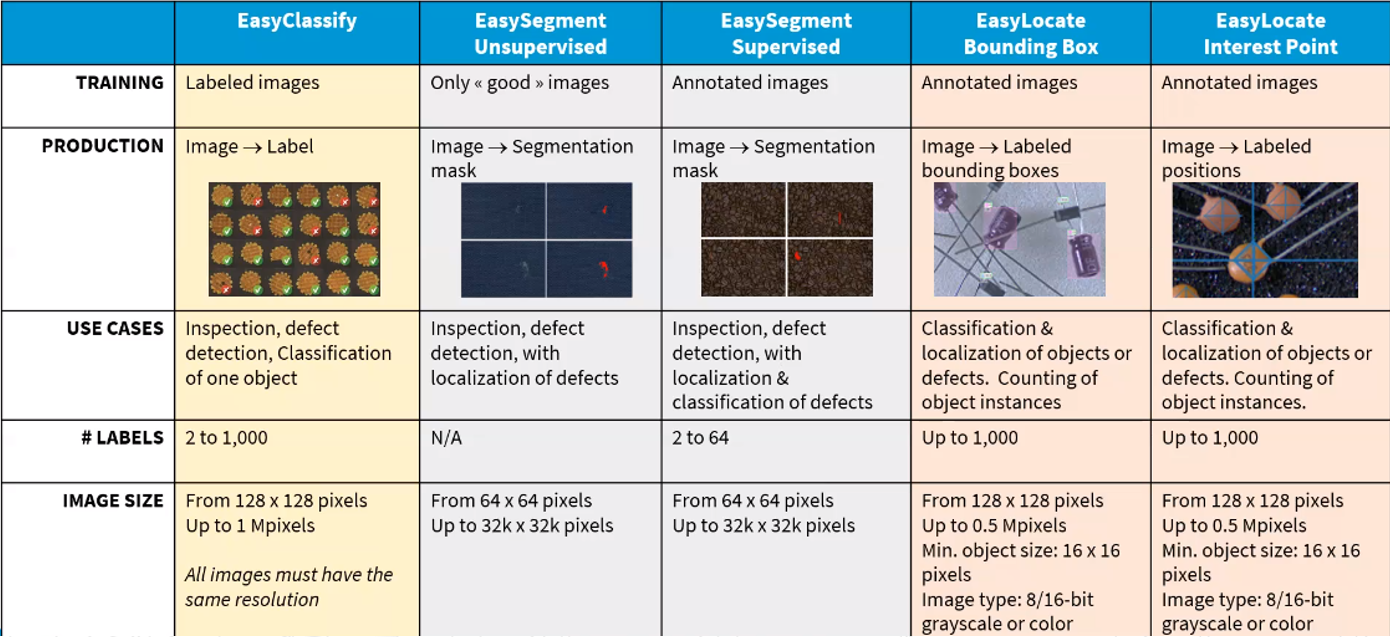 EasyClassify
EasySegment
Unsupervised
EasySegment
Supervised
EasyLocate
Bounding Box
EasyLocate
Interest Point
TRAINING
Labeled images
Only « good » images
Annotated images
Annotated images
Annotated images
PRODUCTION
Image → Label
Image → Segmentation
mask
Image → Segmentation
mask
Image → Labeled
bounding boxes
Image → Labeled
positions
USE CASES
Inspection, defect
detection, Classification
of one object
Inspection, defect
detection, with
localization of defects
Inspection, defect
detection, with
localization &
classification of defects
Classification &
localization of objects or
defects.  Counting of
object instances
Classification &
localization of objects or
defects. Counting of
object instances.
# LABELS
2 to 1,000
N/A
2 to 64
Up to 1,000
Up to 1,000
IMAGE SIZE
From 128 x 128 pixels
Up to 1 Mpixels
All images must have the
same resolution
From 64 x 64 pixels
Up to 32k x 32k pixels
From 64 x 64 pixels
Up to 32k x 32k pixels
From 128 x 128 pixels
Up to 0.5 Mpixels
Min. object size: 16 x 16
pixels
Image type: 8/16-bit
grayscale or color
From 128 x 128 pixels
Up to 0.5 Mpixels
Min. object size: 16 x 16
pixels
Image type: 8/16-bit
grayscale or color